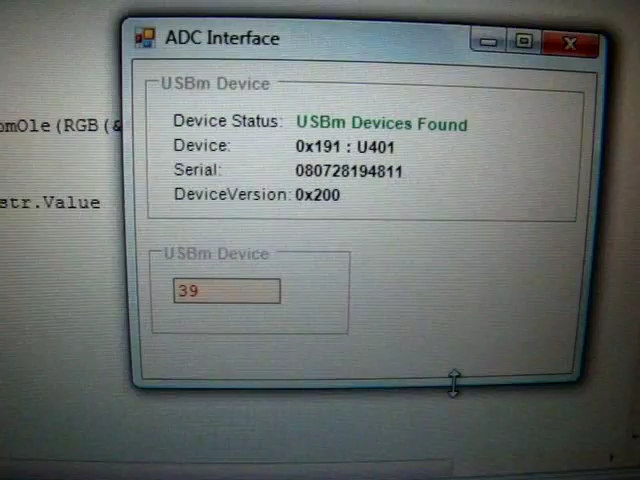 ADC Interface
USBm Device
omOle(RGB(&
Device Status: USBm Devices Found
Device: 0x191 : U401
Serial: 080728194811
str.Value
DeviceVersion: 0x200
USBm Device
39